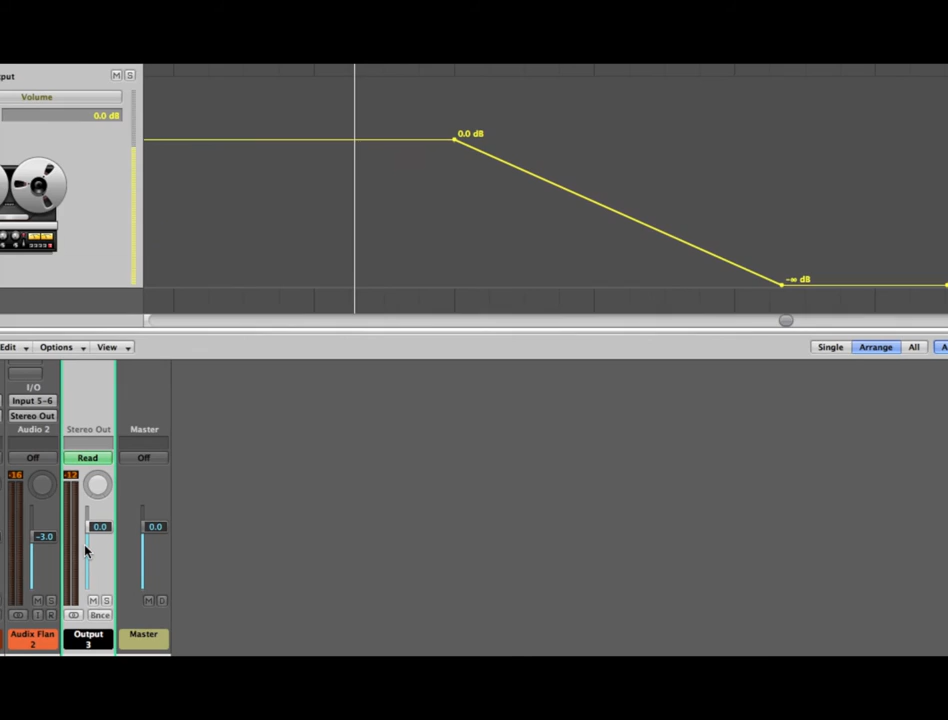 put M S
Volume
0.0 dB
0.0 dB
-∞ dB
Edit Options View Single Arrange All A
I/O
Input 5-6
Stereo Out
Audio 2 Stereo Out Master
Off Read Off
-16 -12
-3.0 0.0 0.0
M S M S M D
I R Bnce
Audix Flan Output Master
2 3